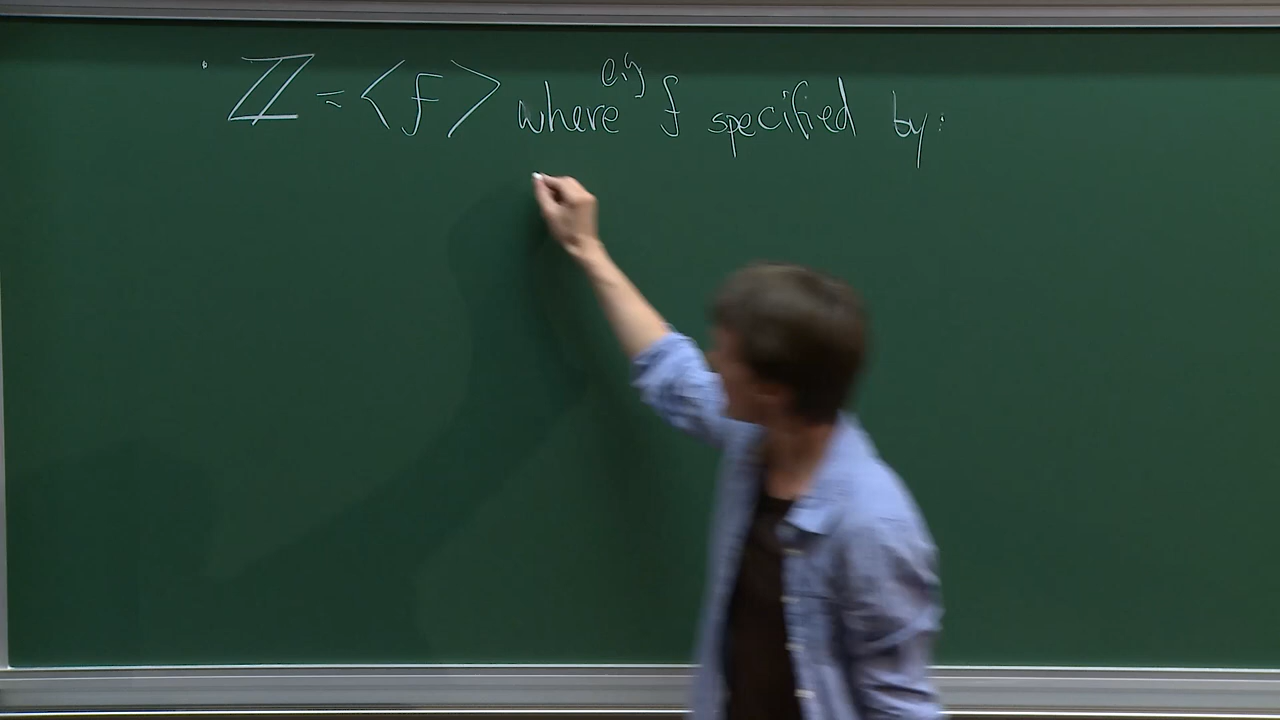 · ℤ = <f> where e.g f specified by: